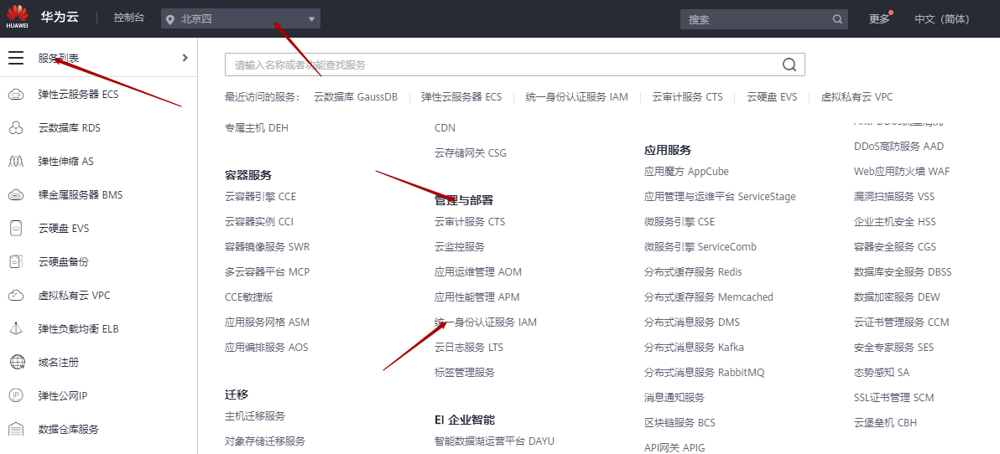 HUAWEI
华为云
控制台
北京四
搜索
更多
中文（简体）
服务列表
弹性云服务器 ECS
云数据库 RDS
弹性伸缩 AS
裸金属服务器 BMS
云硬盘 EVS
云硬盘备份
虚拟私有云 VPC
弹性负载均衡 ELB
域名注册
IP
弹性公网IP
数据仓库服务
请输入名称或者功能查找服务
最近访问的服务：
云数据库 GaussDB
弹性云服务器 ECS
统一身份认证服务 IAM
云审计服务 CTS
云硬盘 EVS
虚拟私有云 VPC
专属主机 DEH
容器服务
云容器引擎 CCE
云容器实例 CCI
容器镜像服务 SWR
多云容器平台 MCP
CCE敏捷版
应用服务网格 ASM
应用编排服务 AOS
迁移
主机迁移服务
对象存储迁移服务
CDN
云存储网关 CSG
管理与部署
云审计服务 CTS
云监控服务
应用运维管理 AOM
应用性能管理 APM
统一身份认证服务 IAM
云日志服务 LTS
标签管理服务
EI 企业智能
智能数据湖运营平台 DAYU
应用服务
应用魔方 AppCube
应用管理与运维平台 ServiceStage
微服务引擎 CSE
微服务引擎 ServiceComb
分布式缓存服务 Redis
分布式缓存服务 Memcached
分布式消息服务 DMS
分布式消息服务 Kafka
分布式消息服务 RabbitMQ
消息通知服务
区块链服务 BCS
API网关 APIG
Anti-DDoS流量清洗
DDoS高防服务 AAD
Web应用防火墙 WAF
漏洞扫描服务 VSS
企业主机安全 HSS
容器安全服务 CGS
数据库安全服务 DBSS
数据加密服务 DEW
云证书管理服务 CCM
安全专家服务 SES
态势感知 SA
SSL证书管理 SCM
云堡垒机 CBH